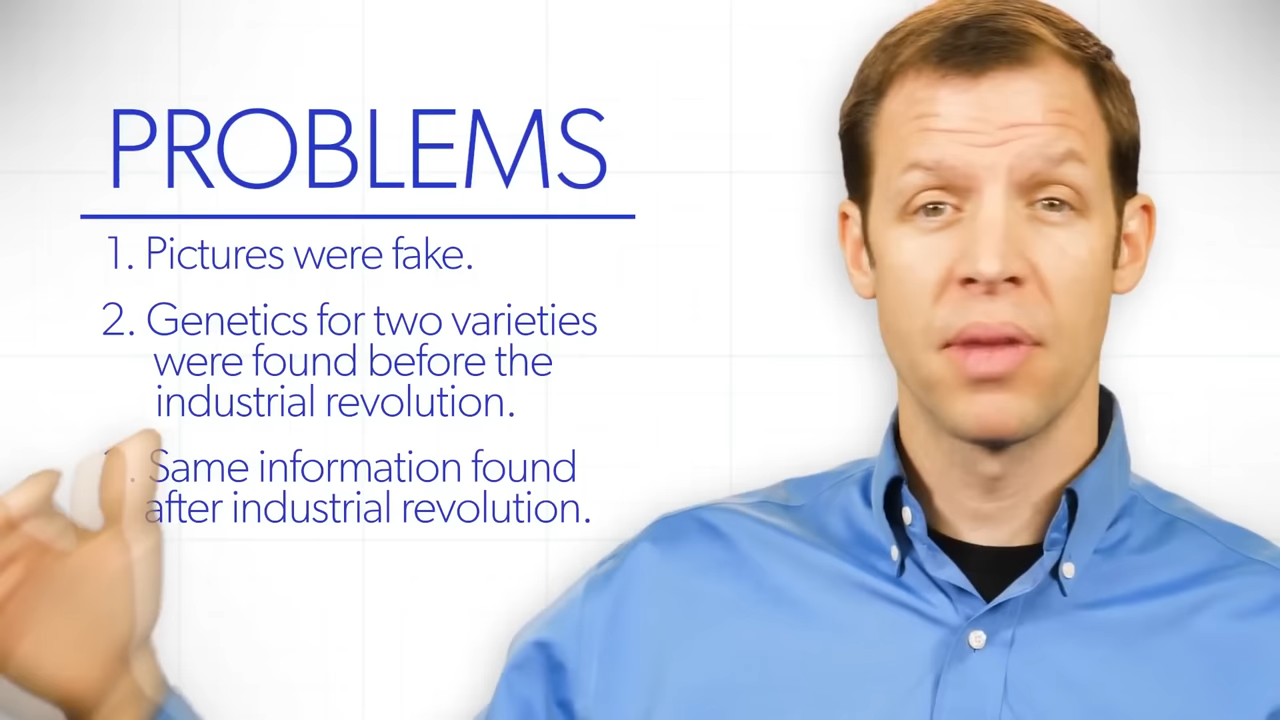 PROBLEMS
1. Pictures were fake.
2. Genetics for two varieties
were found before the
industrial revolution.
Same information found
after industrial revolution.